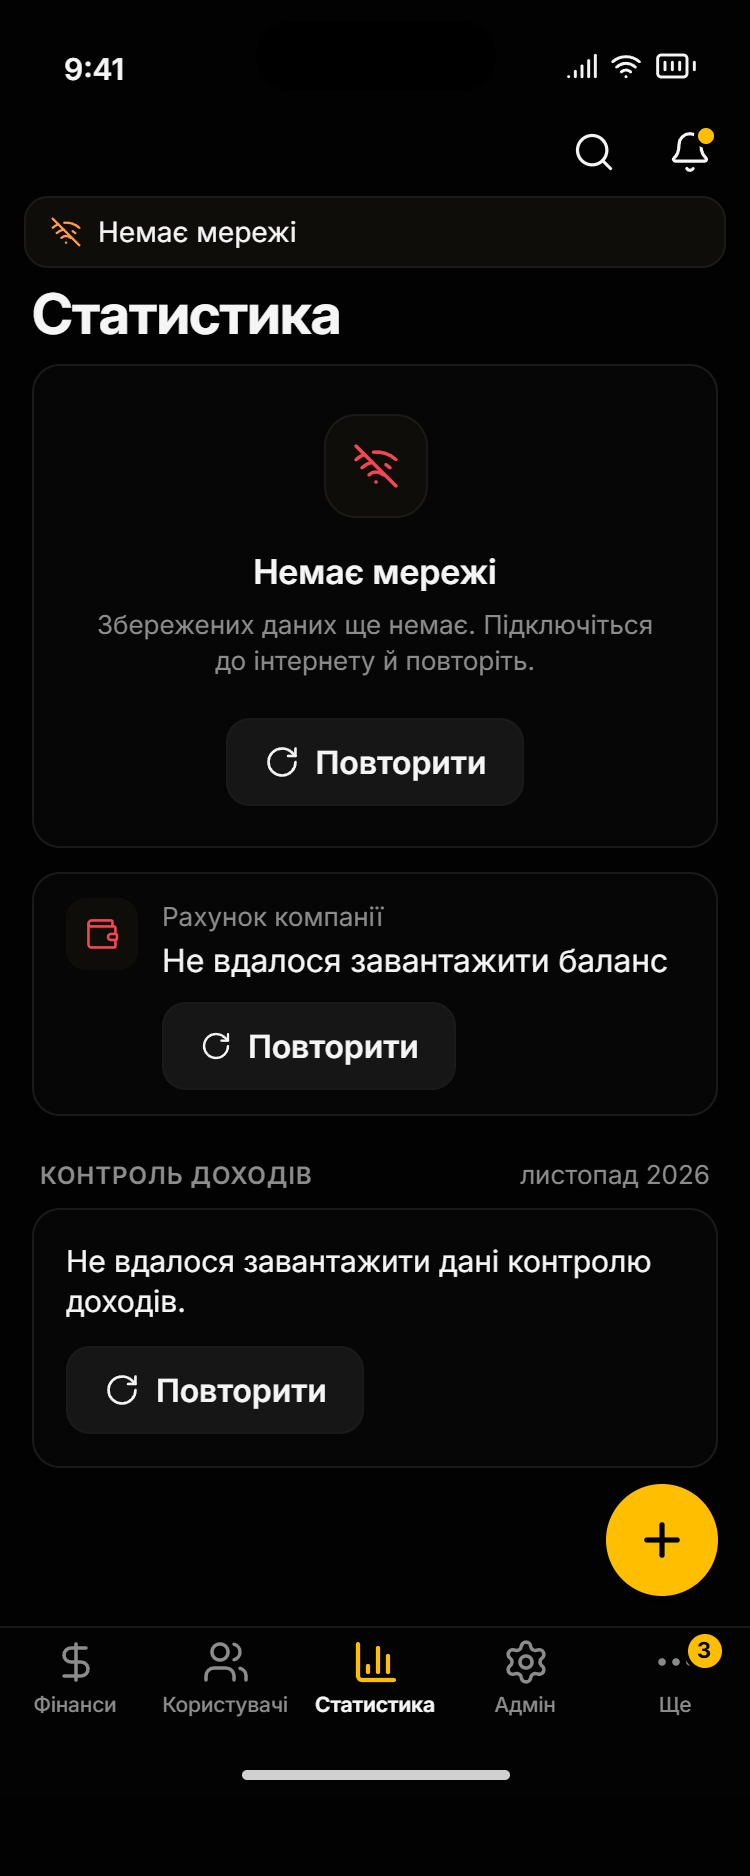 9:41
Немає мережі
Статистика
Немає мережі
Збережених даних ще немає. Підключіться
до інтернету й повторіть.
Повторити
Рахунок компанії
Не вдалося завантажити баланс
Повторити
КОНТРОЛЬ ДОХОДІВ
листопад 2026
Не вдалося завантажити дані контролю
доходів.
Повторити
3
Фінанси
Користувачі
Статистика
Адмін
Ще